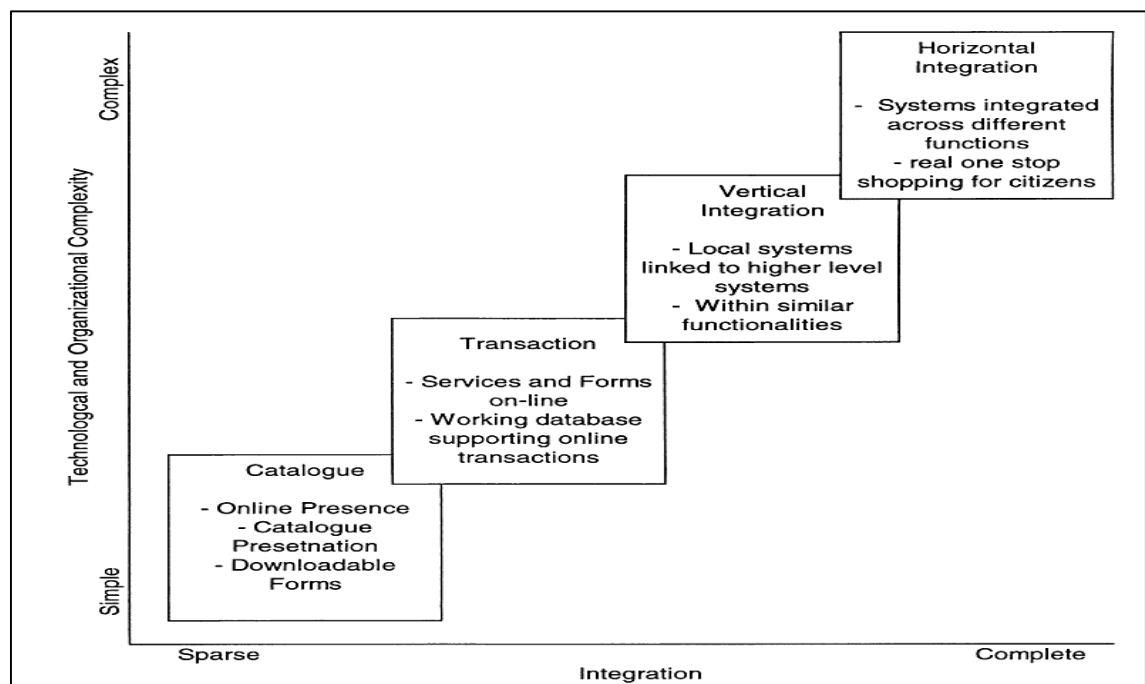 Complex
Technologcal and Organizational Complexity
Simple
Horizontal
Integration
- Systems integrated
across different
functions
- real one stop
shopping for citizens
Vertical
Integration
- Local systems
linked to higher level
systems
- Within similar
functionalities
Transaction
- Services and Forms
on-line
- Working database
supporting online
transactions
Catalogue
- Online Presence
- Catalogue
Presetnation
- Downloadable
Forms
Sparse
Complete
Integration